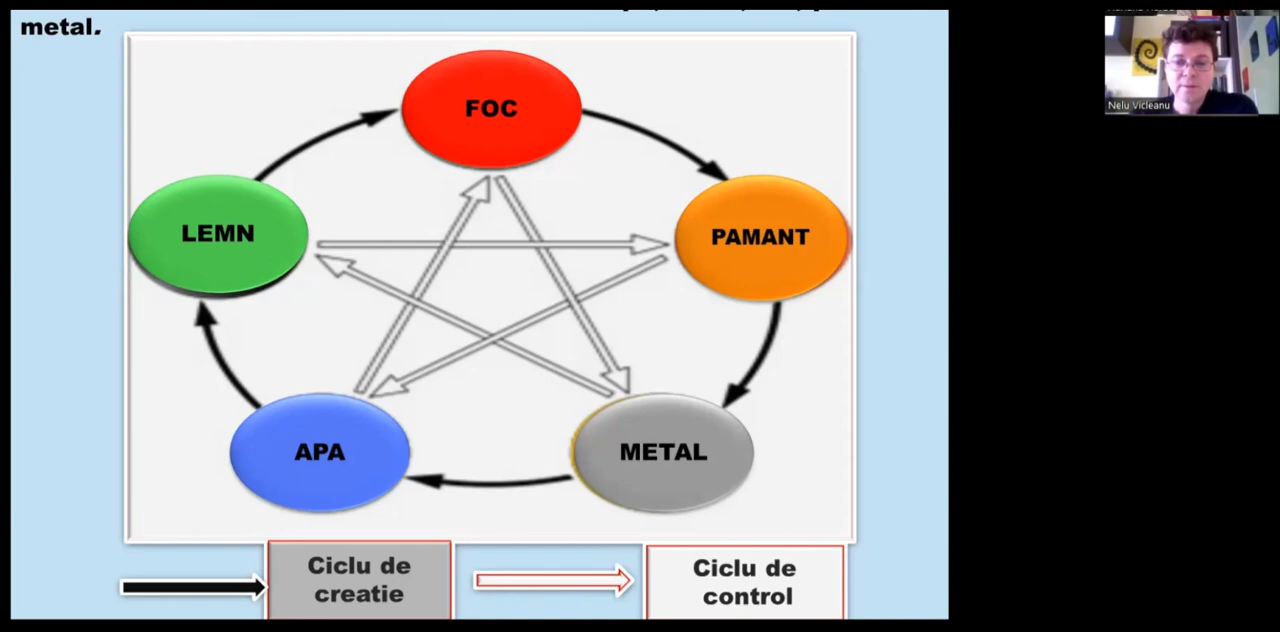 metal.
FOC
LEMN
PAMANT
APA
METAL
Ciclu de
creatie
Ciclu de
control
Nelu Vicleanu